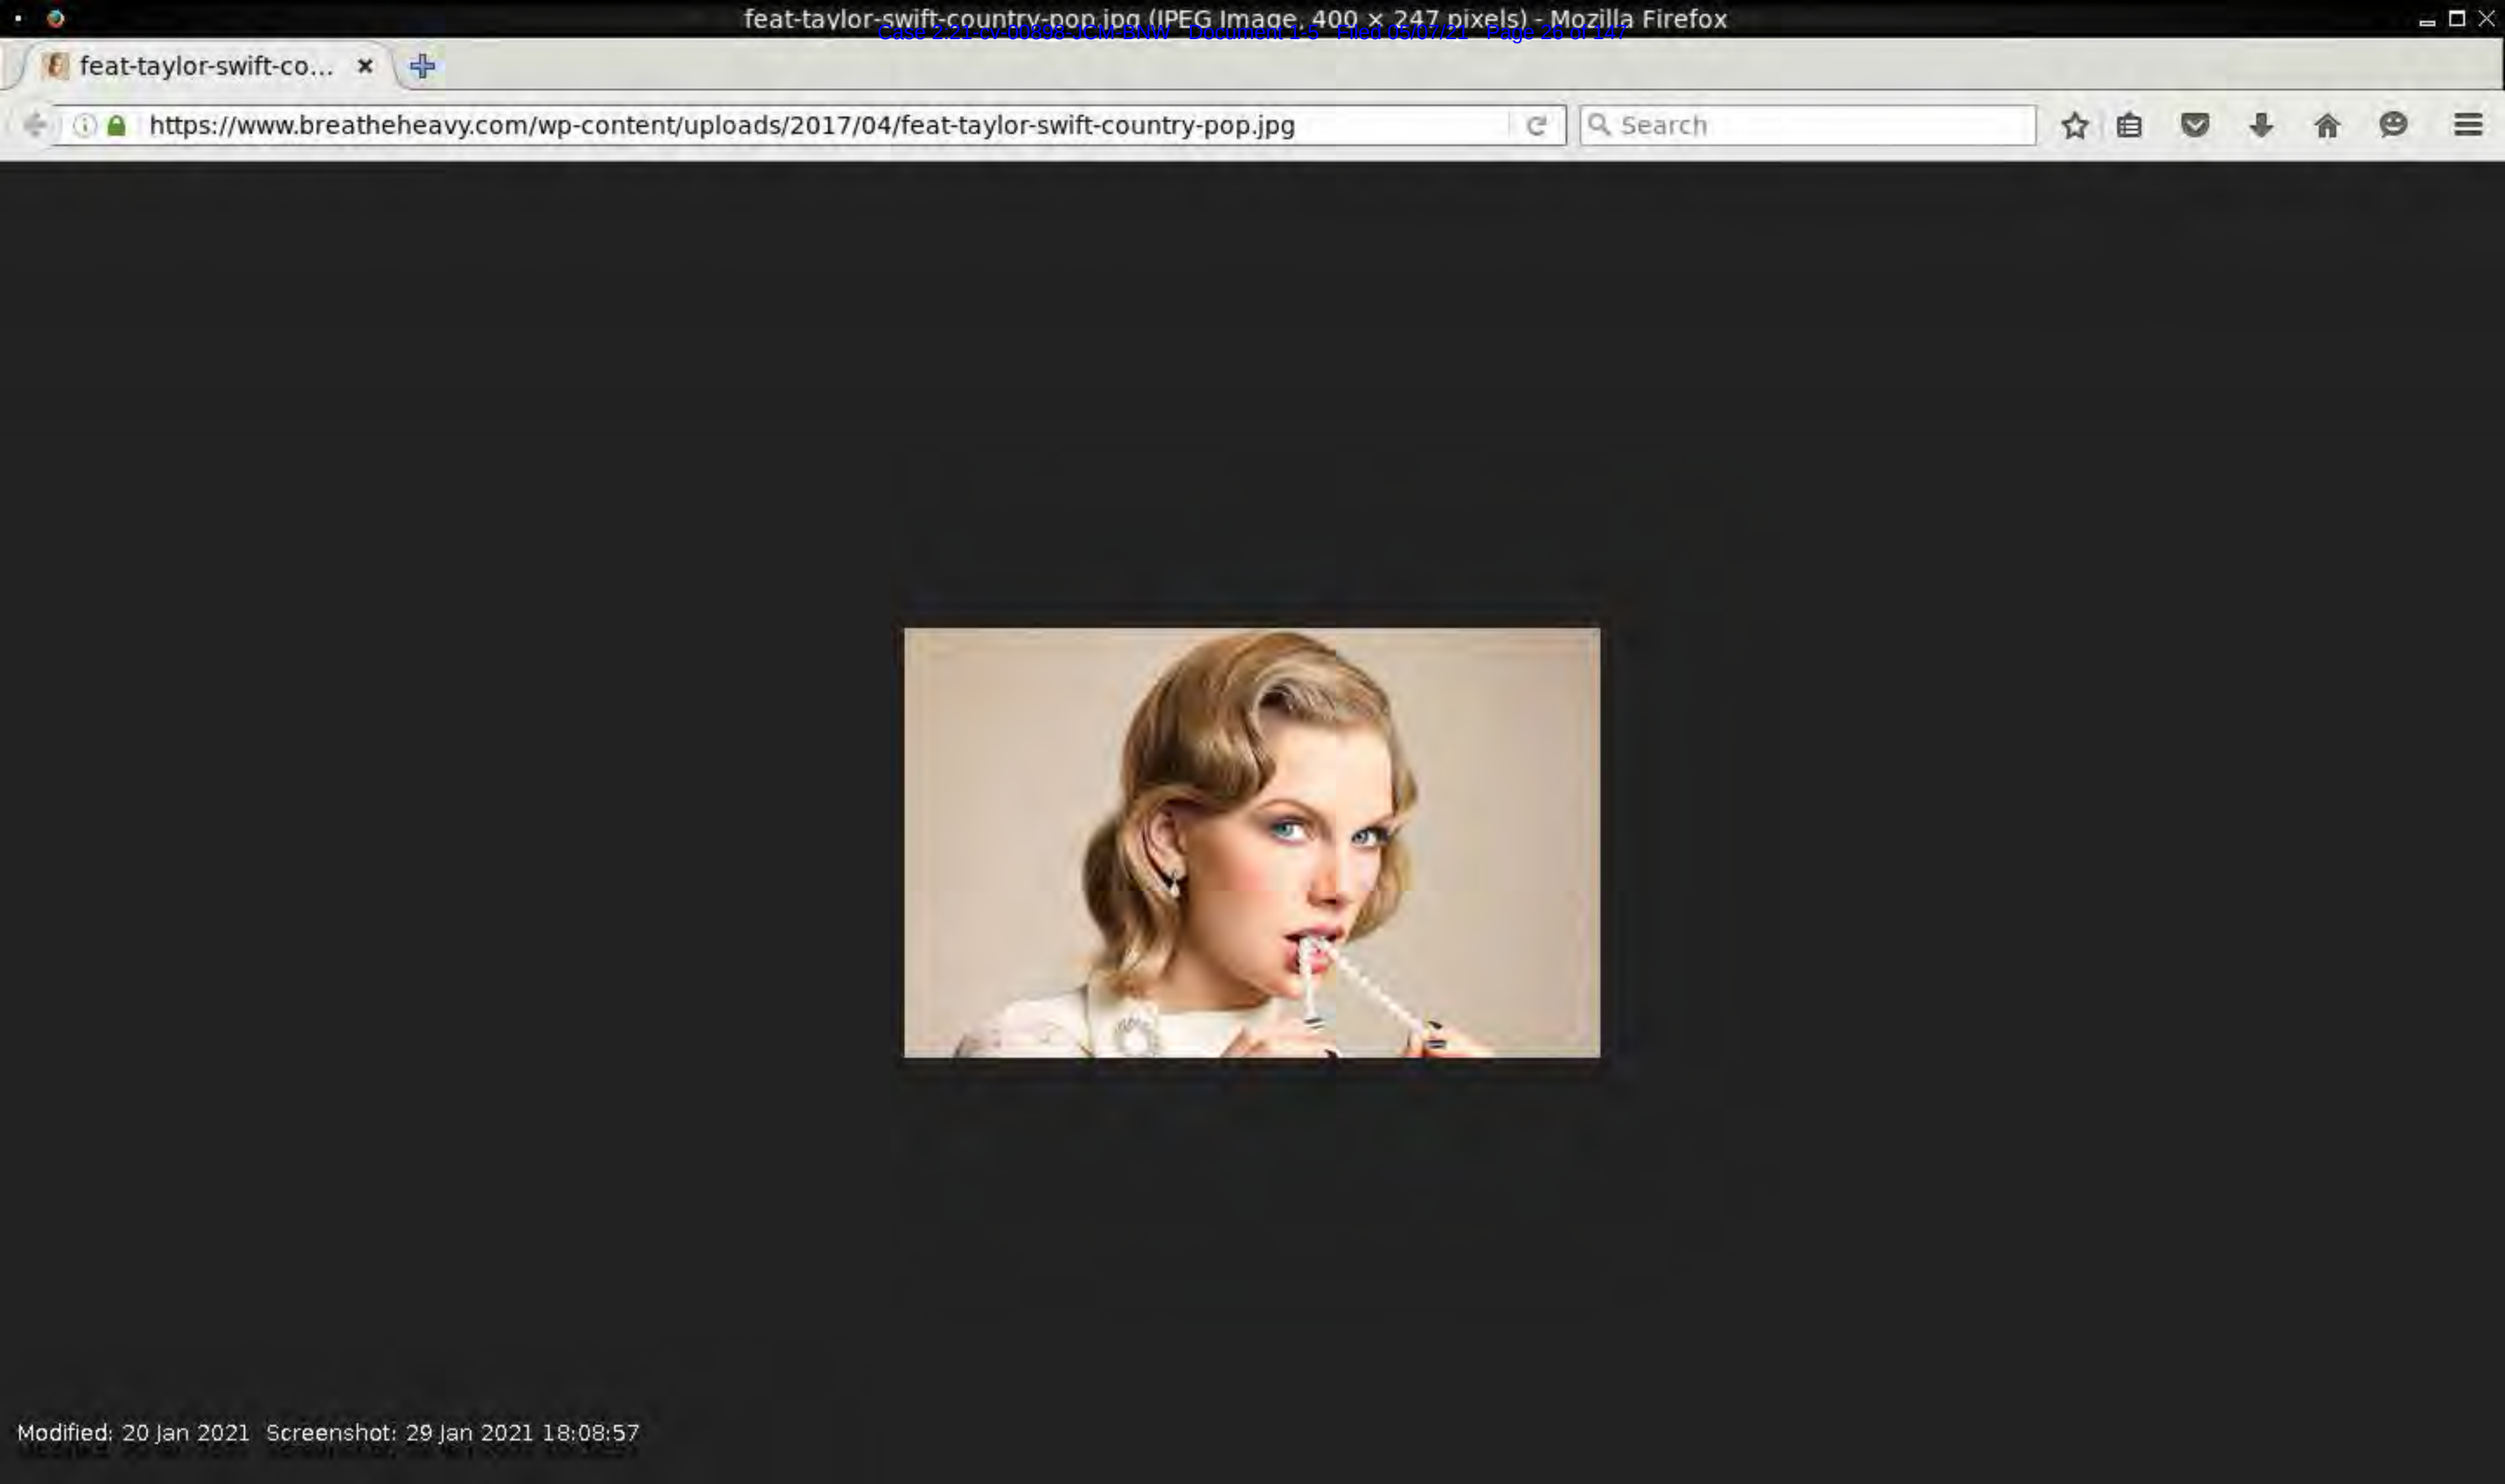 feat-taylor-swift-country-pop.jpg (JPEG Image, 400 × 247 pixels) - Mozilla Firefox
Case 2:21-cv-00898-JCM-BNW Document 1-5 Filed 05/07/21 Page 26 of 147
feat-taylor-swift-co...
https://www.breatheheavy.com/wp-content/uploads/2017/04/feat-taylor-swift-country-pop.jpg
Search
Modified: 20 Jan 2021 Screenshot: 29 Jan 2021 18:08:57